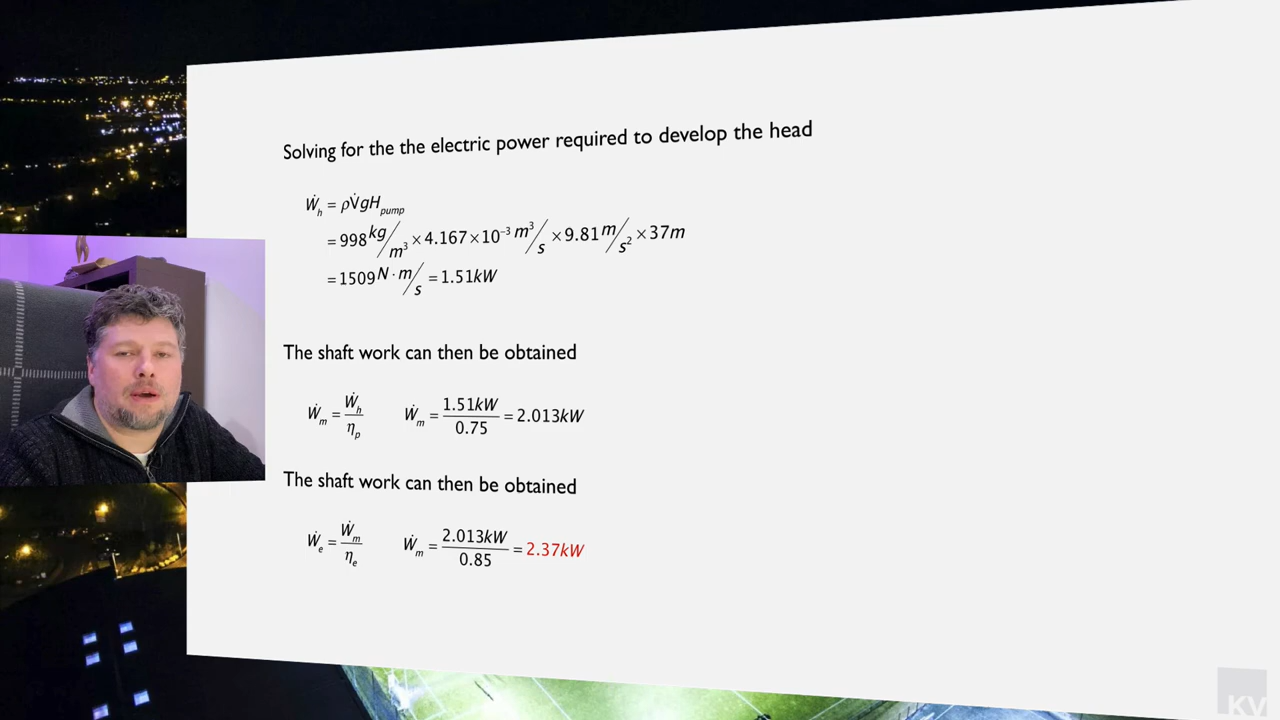 Solving for the the electric power required to develop the head
Ẇh = ρV̇gHpump
= 998 kg/m³ × 4.167 × 10⁻³ m³/s × 9.81 m/s² × 37m
= 1509 N·m/s = 1.51kW
The shaft work can then be obtained
Ẇm = Ẇh/ηp Ẇm = 1.51kW/0.75 = 2.013kW
The shaft work can then be obtained
Ẇe = Ẇm/ηe Ẇm = 2.013kW/0.85 = 2.37kW
KV